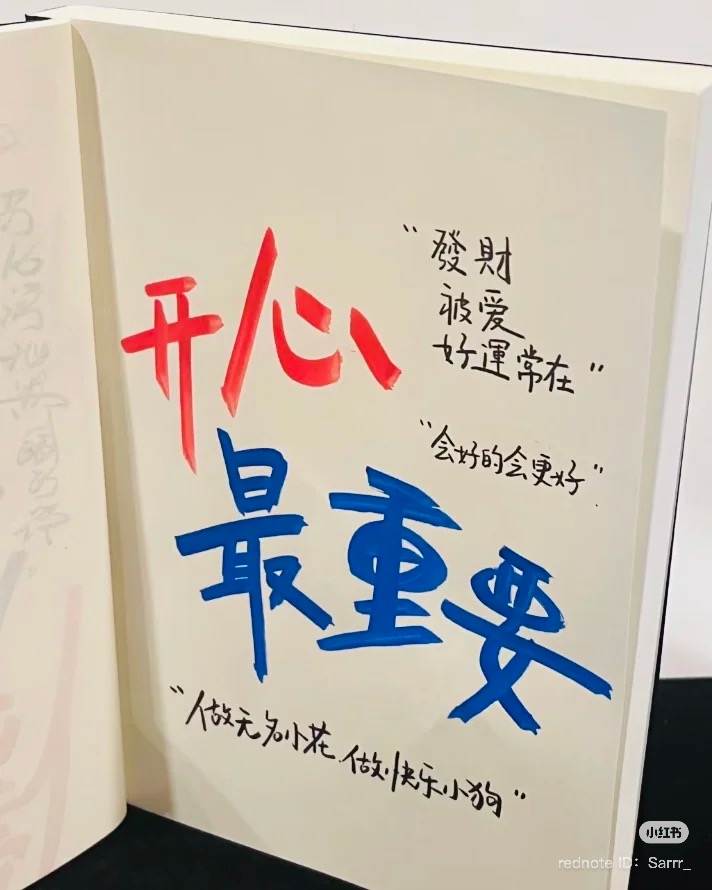 开心
最重要
“發財
被爱
好運常在”
“会好的会更好”
“做无名小花.做快乐小狗”
小红书
rednote ID: Sarrr_